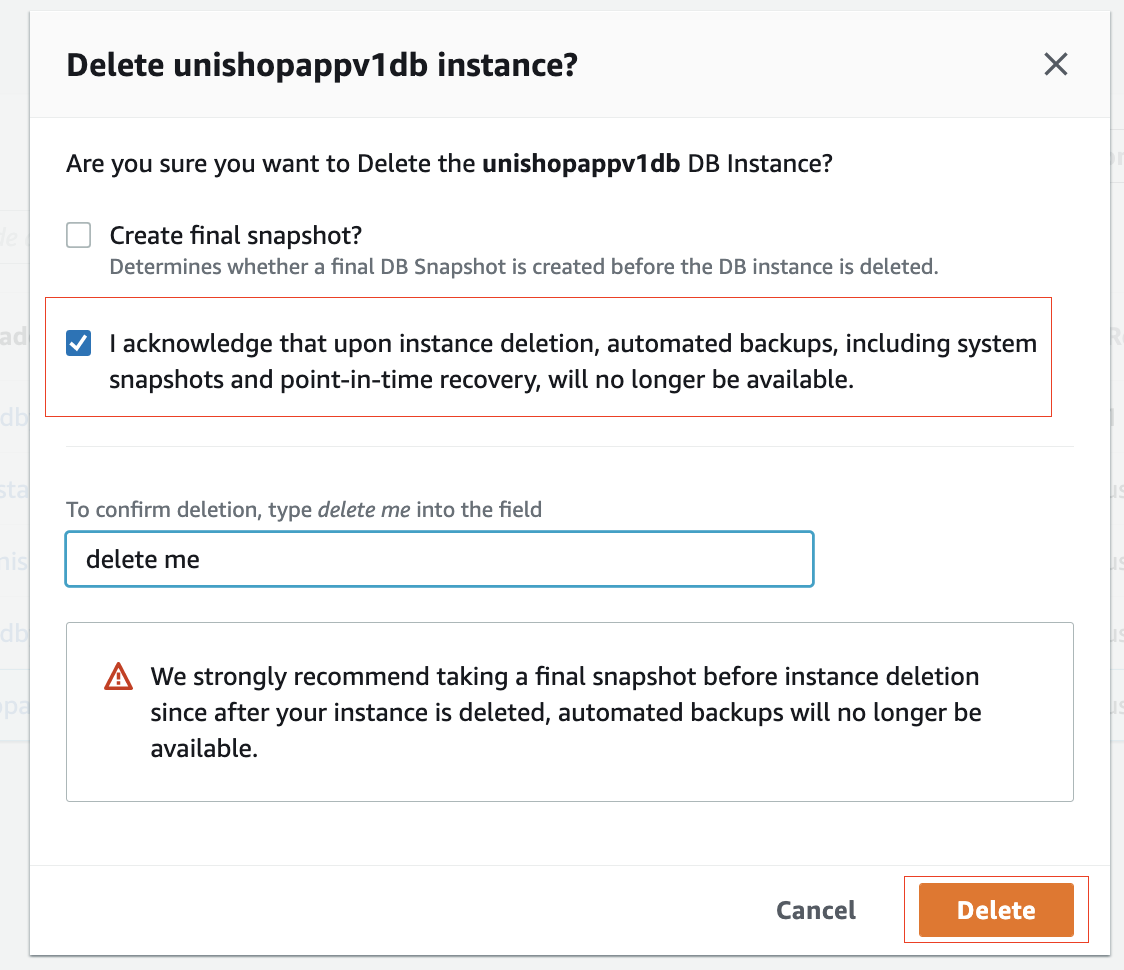 Delete unishopappv1db instance?
Are you sure you want to Delete the unishopappv1db DB Instance?
Create final snapshot?
Determines whether a final DB Snapshot is created before the DB instance is deleted.
I acknowledge that upon instance deletion, automated backups, including system
snapshots and point-in-time recovery, will no longer be available.
To confirm deletion, type delete me into the field
delete me
We strongly recommend taking a final snapshot before instance deletion
since after your instance is deleted, automated backups will no longer be
available.
Cancel
Delete